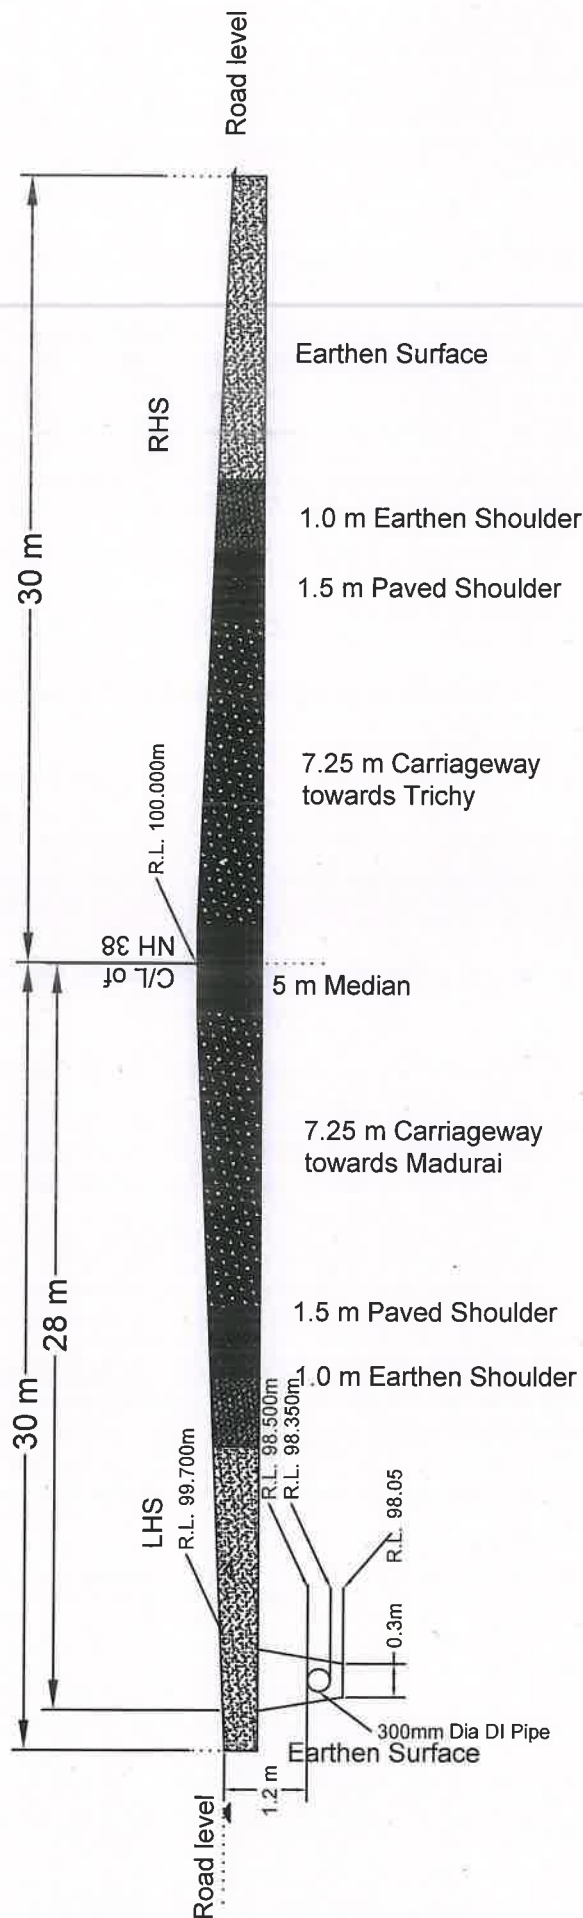 Road level
30 m
RHS
Earthen Surface
1.0 m Earthen Shoulder
1.5 m Paved Shoulder
7.25 m Carriageway
towards Trichy
R.L. 100.000m
C/L of
NH 38
5 m Median
7.25 m Carriageway
towards Madurai
1.5 m Paved Shoulder
1.0 m Earthen Shoulder
28 m
30 m
LHS
R.L. 99.700m
R.L. 98.500m
R.L. 98.350m
R.L. 98.05
0.3m
300mm Dia DI Pipe
Earthen Surface
1.2 m
Road level